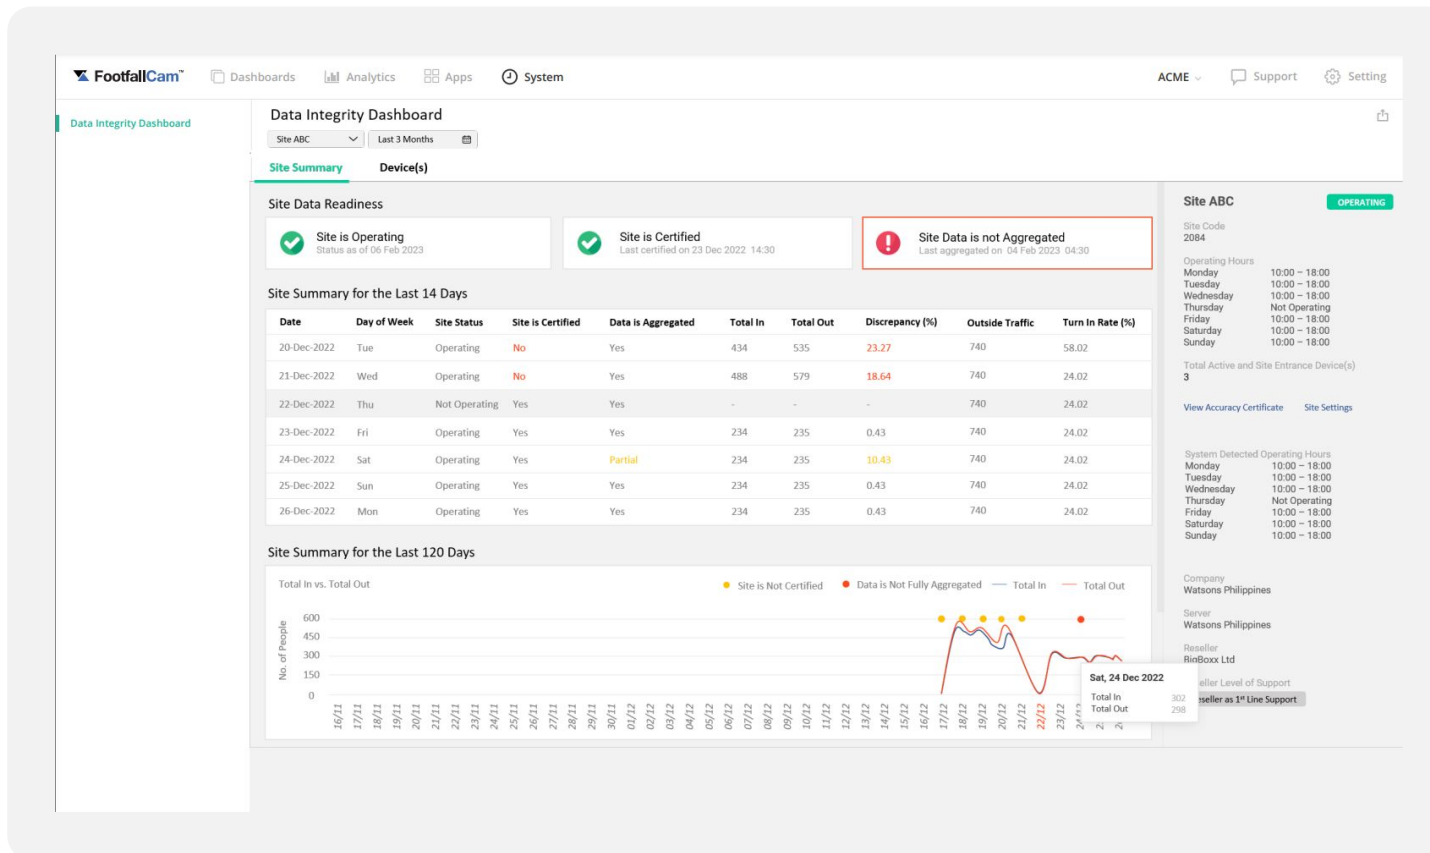 FootfallCam™ Dashboards Analytics Apps System ACME Support Setting
Data Integrity Dashboard
Data Integrity Dashboard
Site ABC Last 3 Months
Site Summary Device(s)
Site Data Readiness
Site is Operating
Status as of 06 Feb 2023
Site is Certified
Last certified on 23 Dec 2022 14:30
Site Data is not Aggregated
Last aggregated on 04 Feb 2023 04:30
Site Summary for the Last 14 Days
Date Day of Week Site Status Site is Certified Data is Aggregated Total In Total Out Discrepancy (%) Outside Traffic Turn In Rate (%)
20-Dec-2022 Tue Operating No Yes 434 535 23.27 740 58.02
21-Dec-2022 Wed Operating No Yes 488 579 18.64 740 24.02
22-Dec-2022 Thu Not Operating Yes Yes - - - 740 24.02
23-Dec-2022 Fri Operating Yes Yes 234 235 0.43 740 24.02
24-Dec-2022 Sat Operating Yes Partial 234 235 10.43 740 24.02
25-Dec-2022 Sun Operating Yes Yes 234 235 0.43 740 24.02
26-Dec-2022 Mon Operating Yes Yes 234 235 0.43 740 24.02
Site Summary for the Last 120 Days
Total In vs. Total Out Site is Not Certified Data is Not Fully Aggregated Total In Total Out
No. of People
600
450
300
150
0
16/11 17/11 18/11 19/11 20/11 21/11 22/11 23/11 24/11 25/11 26/11 27/11 28/11 29/11 30/11 01/12 02/12 03/12 04/12 05/12 06/12 07/12 08/12 09/12 10/12 11/12 12/12 13/12 14/12 15/12 16/12 17/12 18/12 19/12 20/12 21/12 22/12 23/12
Sat, 24 Dec 2022
Total In 302
Total Out 298
Site ABC OPERATING
Site Code
2084
Operating Hours
Monday 10:00 – 18:00
Tuesday 10:00 – 18:00
Wednesday 10:00 – 18:00
Thursday Not Operating
Friday 10:00 – 18:00
Saturday 10:00 – 18:00
Sunday 10:00 – 18:00
Total Active and Site Entrance Device(s)
3
View Accuracy Certificate Site Settings
System Detected Operating Hours
Monday 10:00 – 18:00
Tuesday 10:00 – 18:00
Wednesday 10:00 – 18:00
Thursday Not Operating
Friday 10:00 – 18:00
Saturday 10:00 – 18:00
Sunday 10:00 – 18:00
Company
Watsons Philippines
Server
Watsons Philippines
Reseller
BigBoxx Ltd
Level of Support
as 1st Line Support